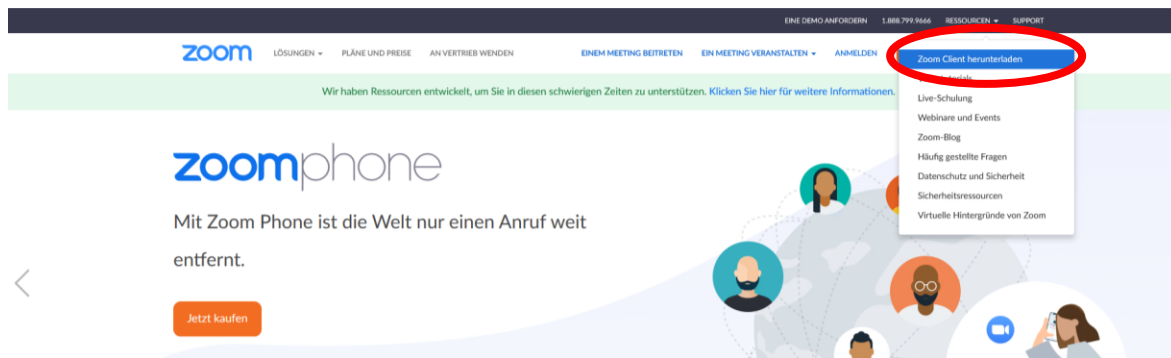 EINE DEMO ANFORDERN 1.888.799.9666 RESSOURCEN SUPPORT
zoom LÖSUNGEN PLÄNE UND PREISE AN VERTRIEB WENDEN EINEM MEETING BEITRETEN EIN MEETING VERANSTALTEN ANMELDEN
Zoom Client herunterladen
Live-Schulung
Webinare und Events
Zoom-Blog
Häufig gestellte Fragen
Datenschutz und Sicherheit
Sicherheitsressourcen
Virtuelle Hintergründe von Zoom
Wir haben Ressourcen entwickelt, um Sie in diesen schwierigen Zeiten zu unterstützen. Klicken Sie hier für weitere Informationen.
zoomphone
Mit Zoom Phone ist die Welt nur einen Anruf weit
entfernt.
Jetzt kaufen